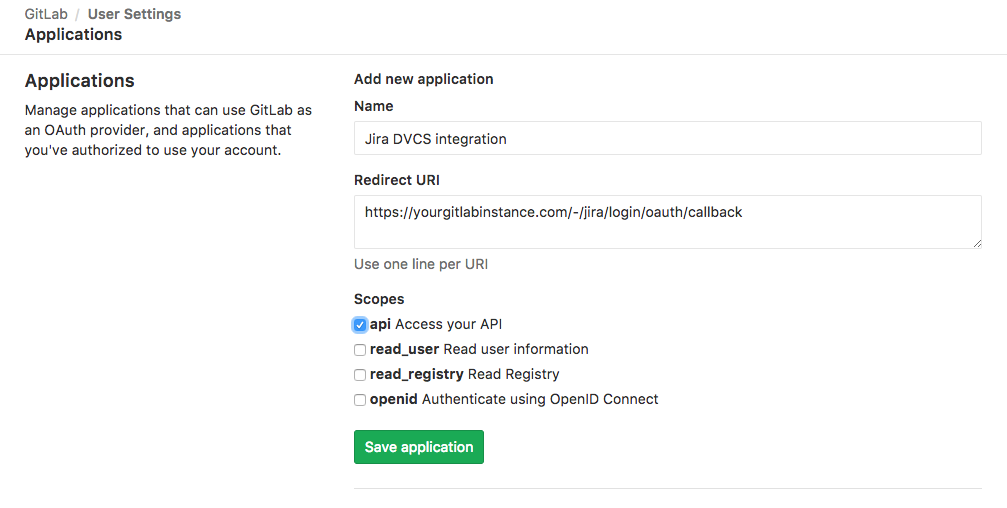 GitLab / User Settings
Applications
Applications
Manage applications that can use GitLab as
an OAuth provider, and applications that
you've authorized to use your account.
Add new application
Name
Jira DVCS integration
Redirect URI
https://yourgitlabinstance.com/-/jira/login/oauth/callback
Use one line per URI
Scopes
api Access your API
read_user Read user information
read_registry Read Registry
openid Authenticate using OpenID Connect
Save application